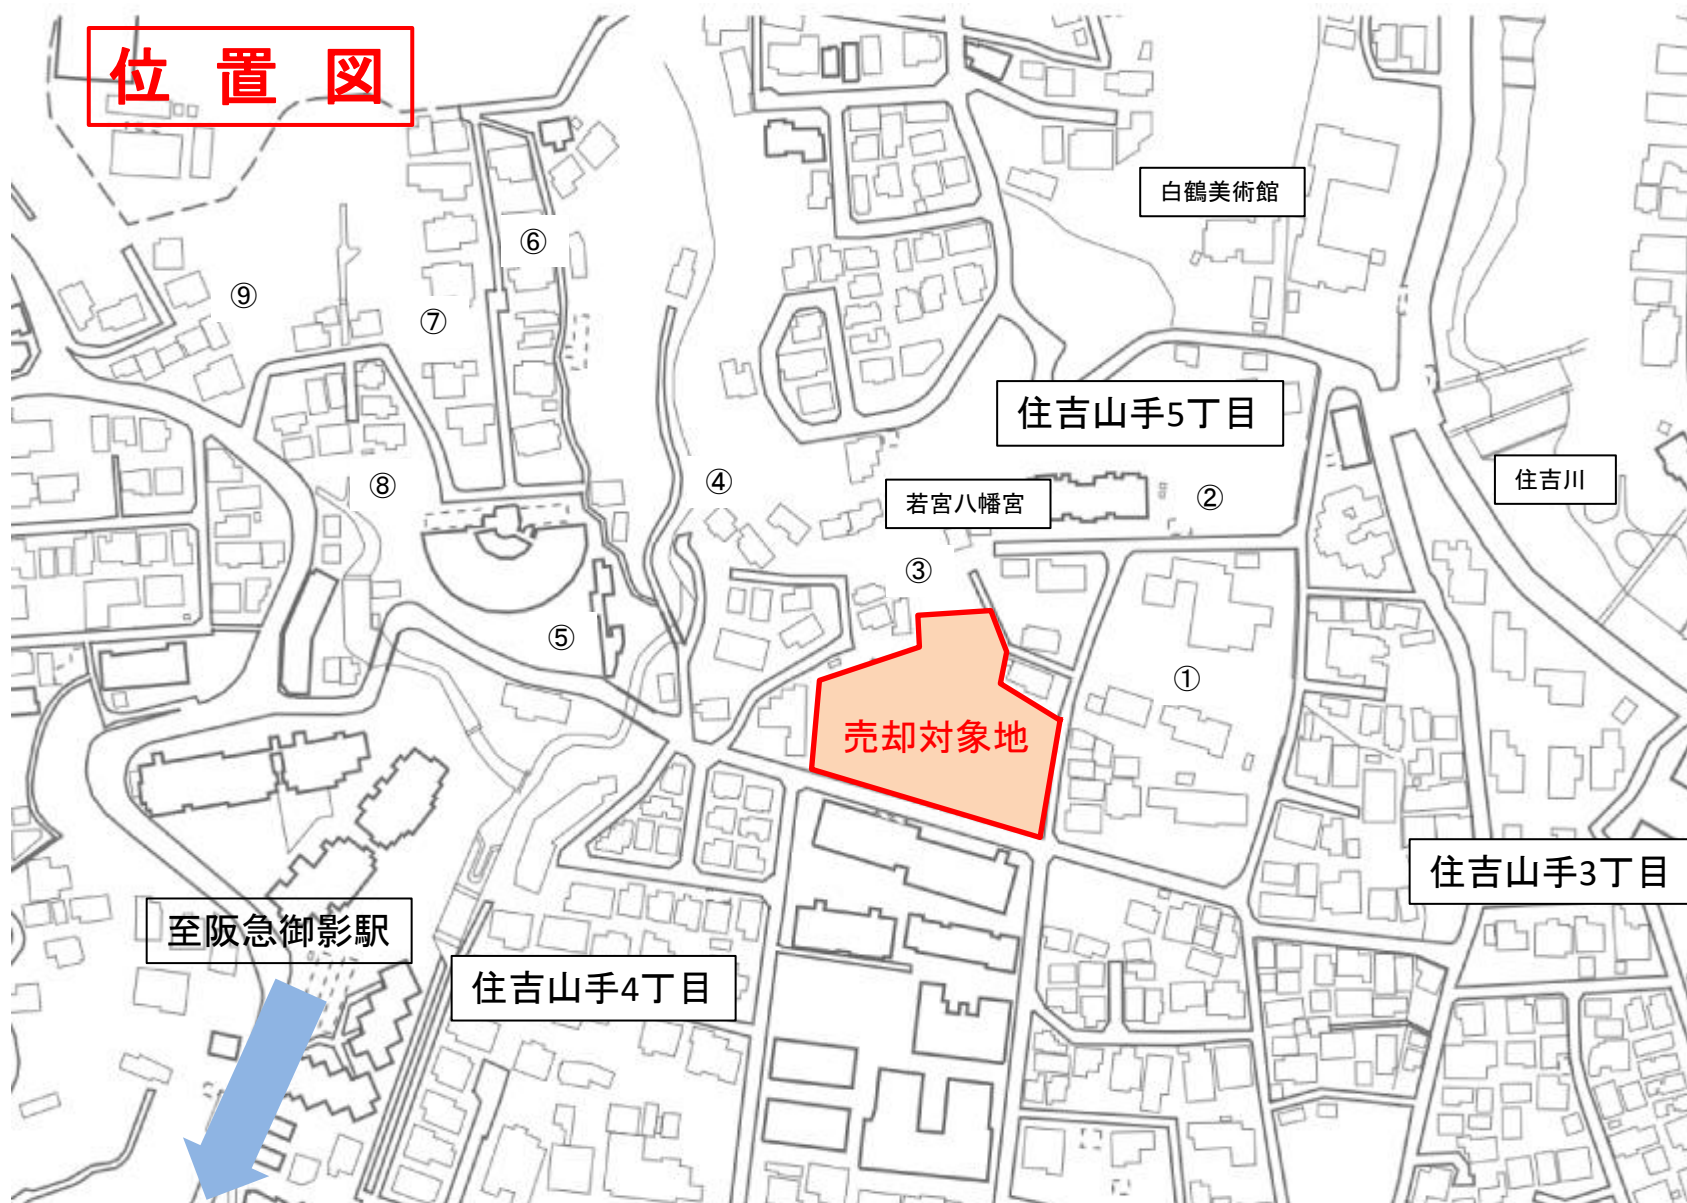 位置図
白鶴美術館
⑥
⑨
⑦
住吉山手5丁目
住吉川
④
⑧
②
若宮八幡宮
③
⑤
①
売却対象地
住吉山手3丁目
至阪急御影駅
住吉山手4丁目